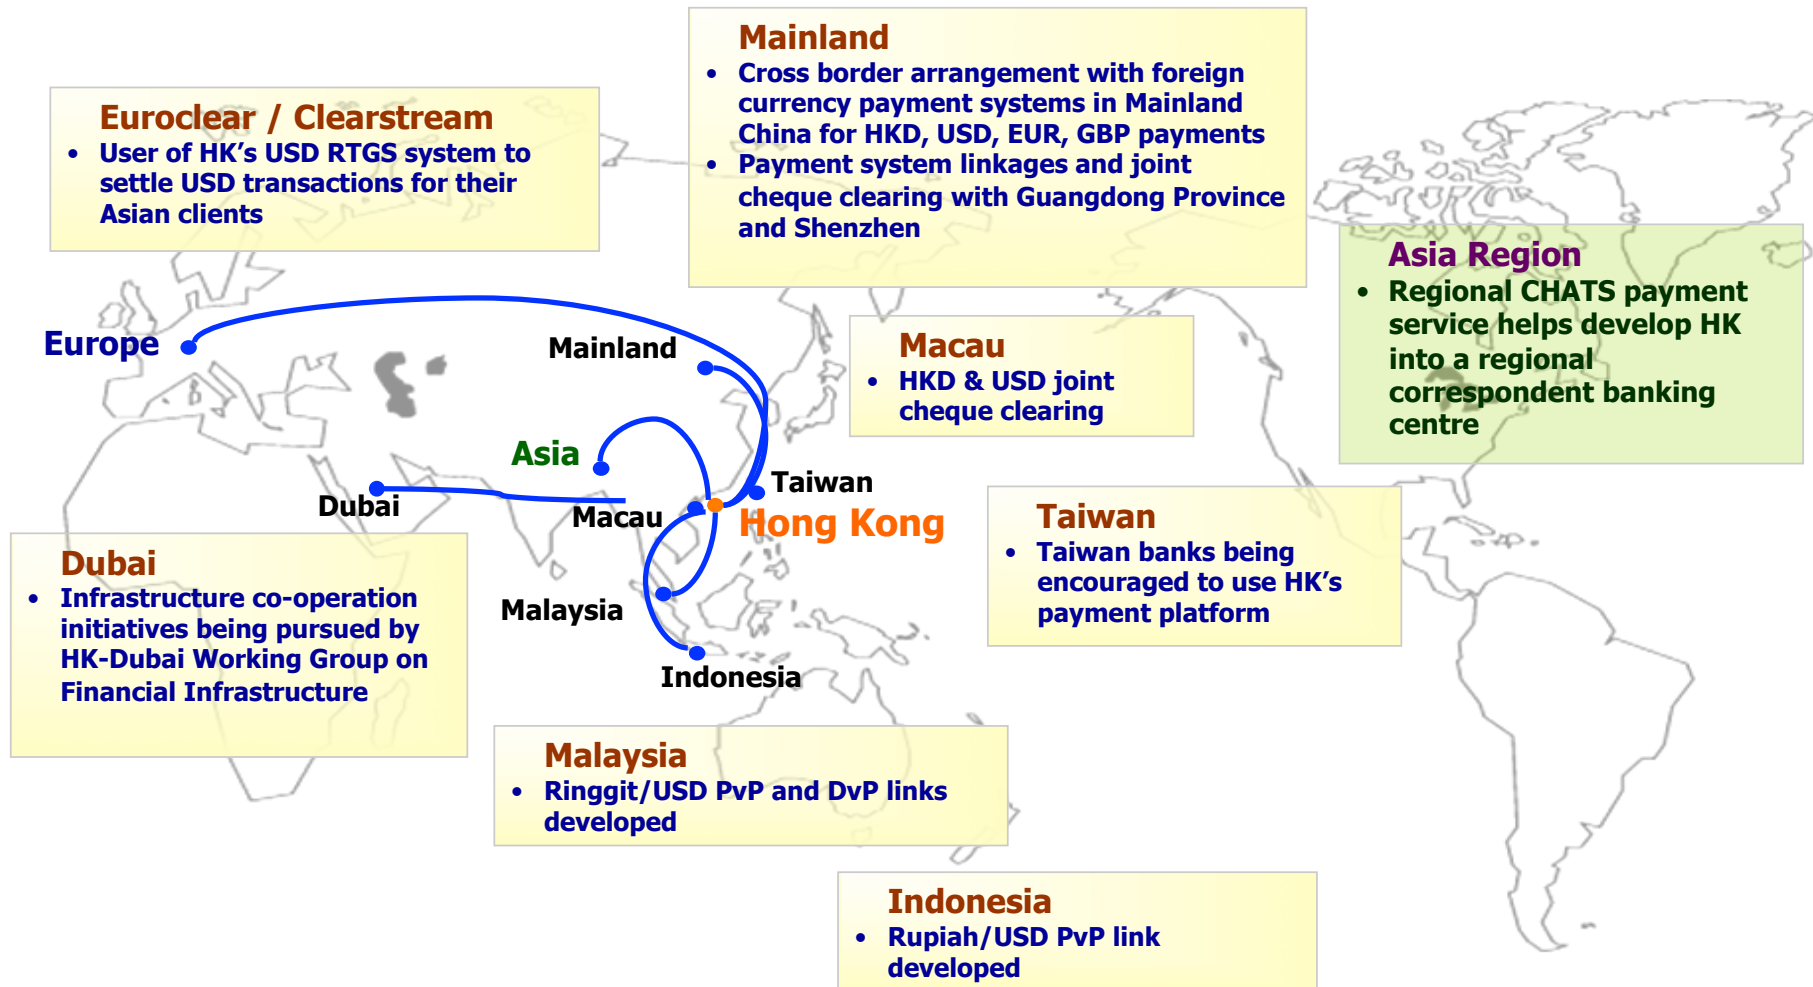 Mainland
• Cross border arrangement with foreign
currency payment systems in Mainland
China for HKD, USD, EUR, GBP payments
• Payment system linkages and joint
cheque clearing with Guangdong Province
and Shenzhen
Euroclear / Clearstream
• User of HK’s USD RTGS system to
settle USD transactions for their
Asian clients
Asia Region
• Regional CHATS payment
service helps develop HK
into a regional
correspondent banking
centre
Europe
Mainland
Macau
• HKD & USD joint
cheque clearing
Asia
Dubai
Macau
Taiwan
Hong Kong
Malaysia
Indonesia
Taiwan
• Taiwan banks being
encouraged to use HK’s
payment platform
Dubai
• Infrastructure co-operation
initiatives being pursued by
HK-Dubai Working Group on
Financial Infrastructure
Malaysia
• Ringgit/USD PvP and DvP links
developed
Indonesia
• Rupiah/USD PvP link
developed